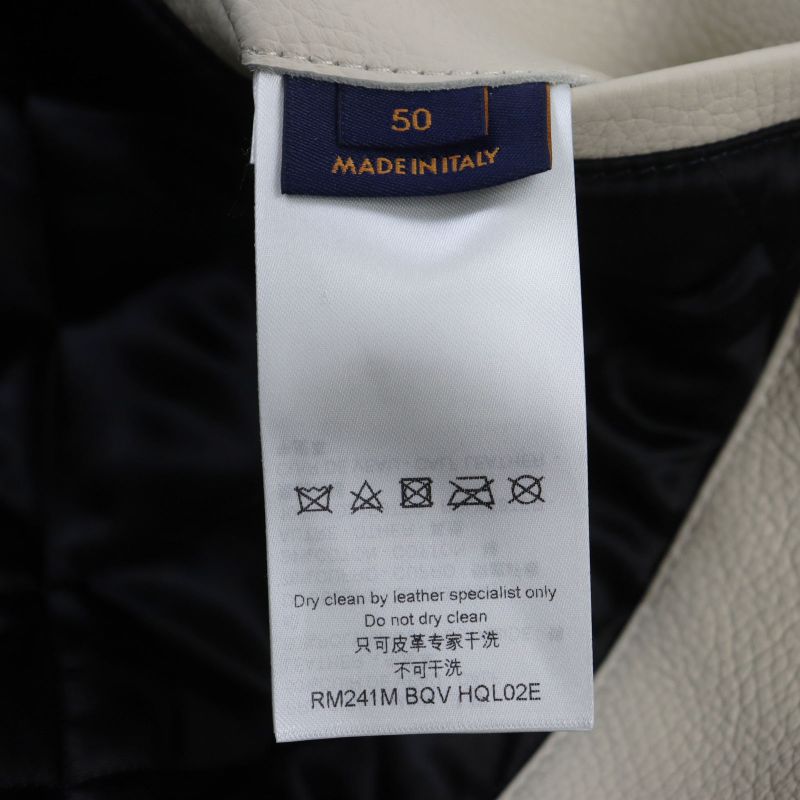 50
MADE IN ITALY
Dry clean by leather specialist only
Do not dry clean
只可皮革专家干洗
不可干洗
RM241M BQV HQL02E